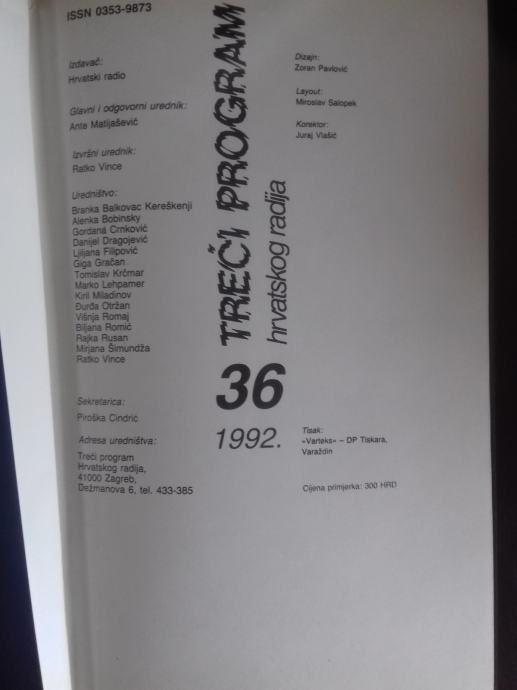 ISSN 0353-9873
Izdavač:
Hrvatski radio
Glavni i odgovorni urednik:
Ante Matijašević
Izvršni urednik:
Ratko Vince
Uredništvo:
Branka Balkovac Kereškenji
Alenka Bobinsky
Gordana Crnković
Danijel Dragojević
Ljiljana Filipović
Giga Gračan
Tomislav Krčmar
Marko Lehpamer
Kiril Miladinov
Đurđa Otržan
Višnja Romaj
Biljana Romić
Rajka Rusan
Mirjana Šimundža
Ratko Vince
Sekretarica:
Piroška Cindrić
Adresa uredništva:
Treći program
Hrvatskog radija,
41000 Zagreb,
Dežmanova 6, tel. 433-385
TREĆI PROGRAM
hrvatskog radija
36
1992.
Dizajn:
Zoran Pavlović
Layout:
Miroslav Salopek
Korektor:
Juraj Vlašić
Tisak:
«Varteks» – DP Tiskara,
Varaždin
Cijena primjerka: 300 HRD